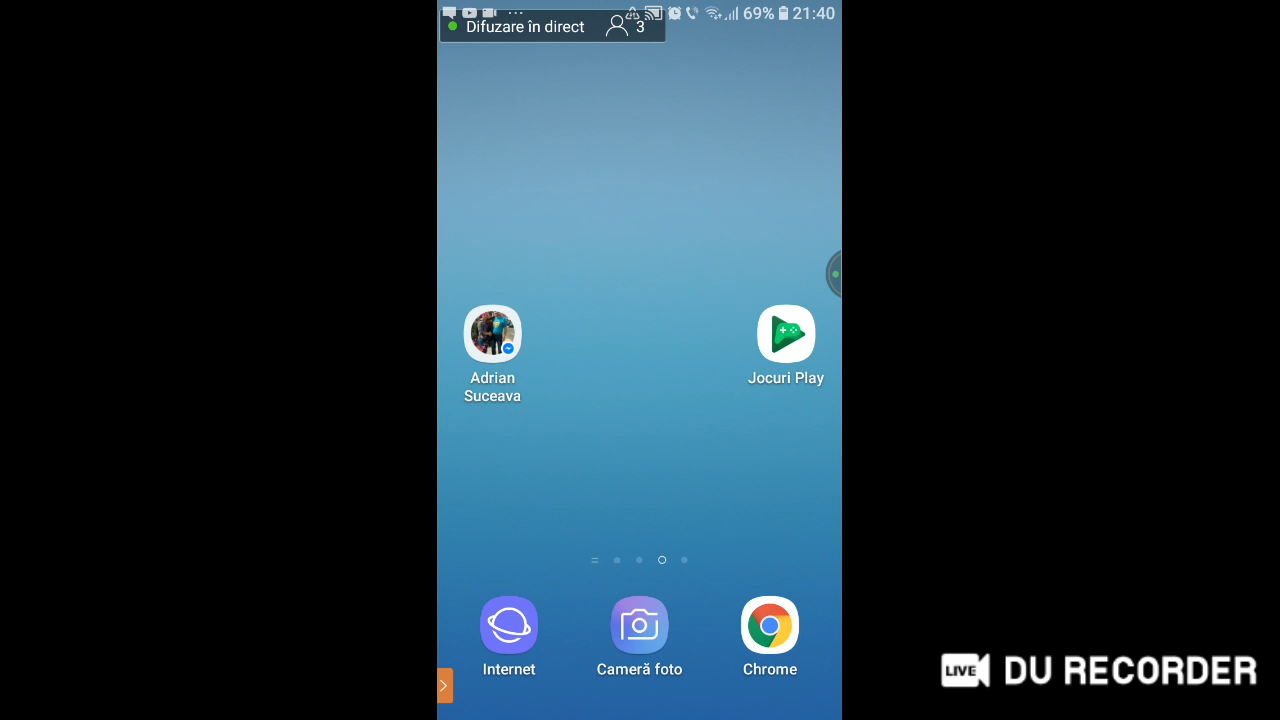 69% 21:40
Difuzare în direct 3
Adrian
Suceava
Jocuri Play
Internet
Cameră foto
Chrome
LIVE DU RECORDER